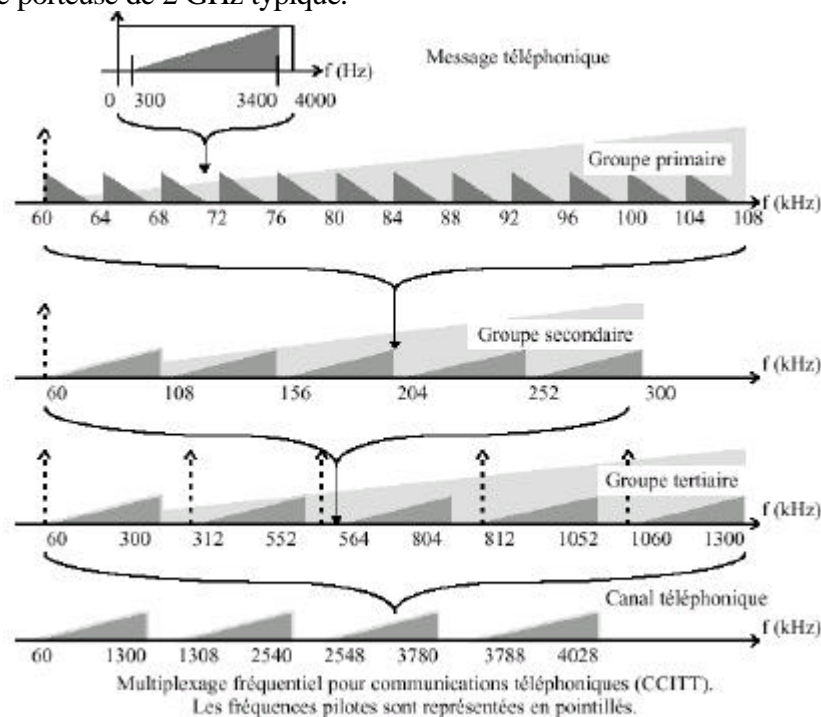 e porteuse de 2 GHz typique.
Message téléphonique
f (Hz)
0 300 3400 4000
Groupe primaire
f (kHz)
60 64 68 72 76 80 84 88 92 96 100 104 108
Groupe secondaire
f (kHz)
60 108 156 204 252 300
Groupe tertiaire
f (kHz)
60 300 312 552 564 804 812 1052 1060 1300
Canal téléphonique
f (kHz)
60 1300 1308 2540 2548 3780 3788 4028
Multiplexage fréquentiel pour communications téléphoniques (CCITT).
Les fréquences pilotes sont représentées en pointillés.